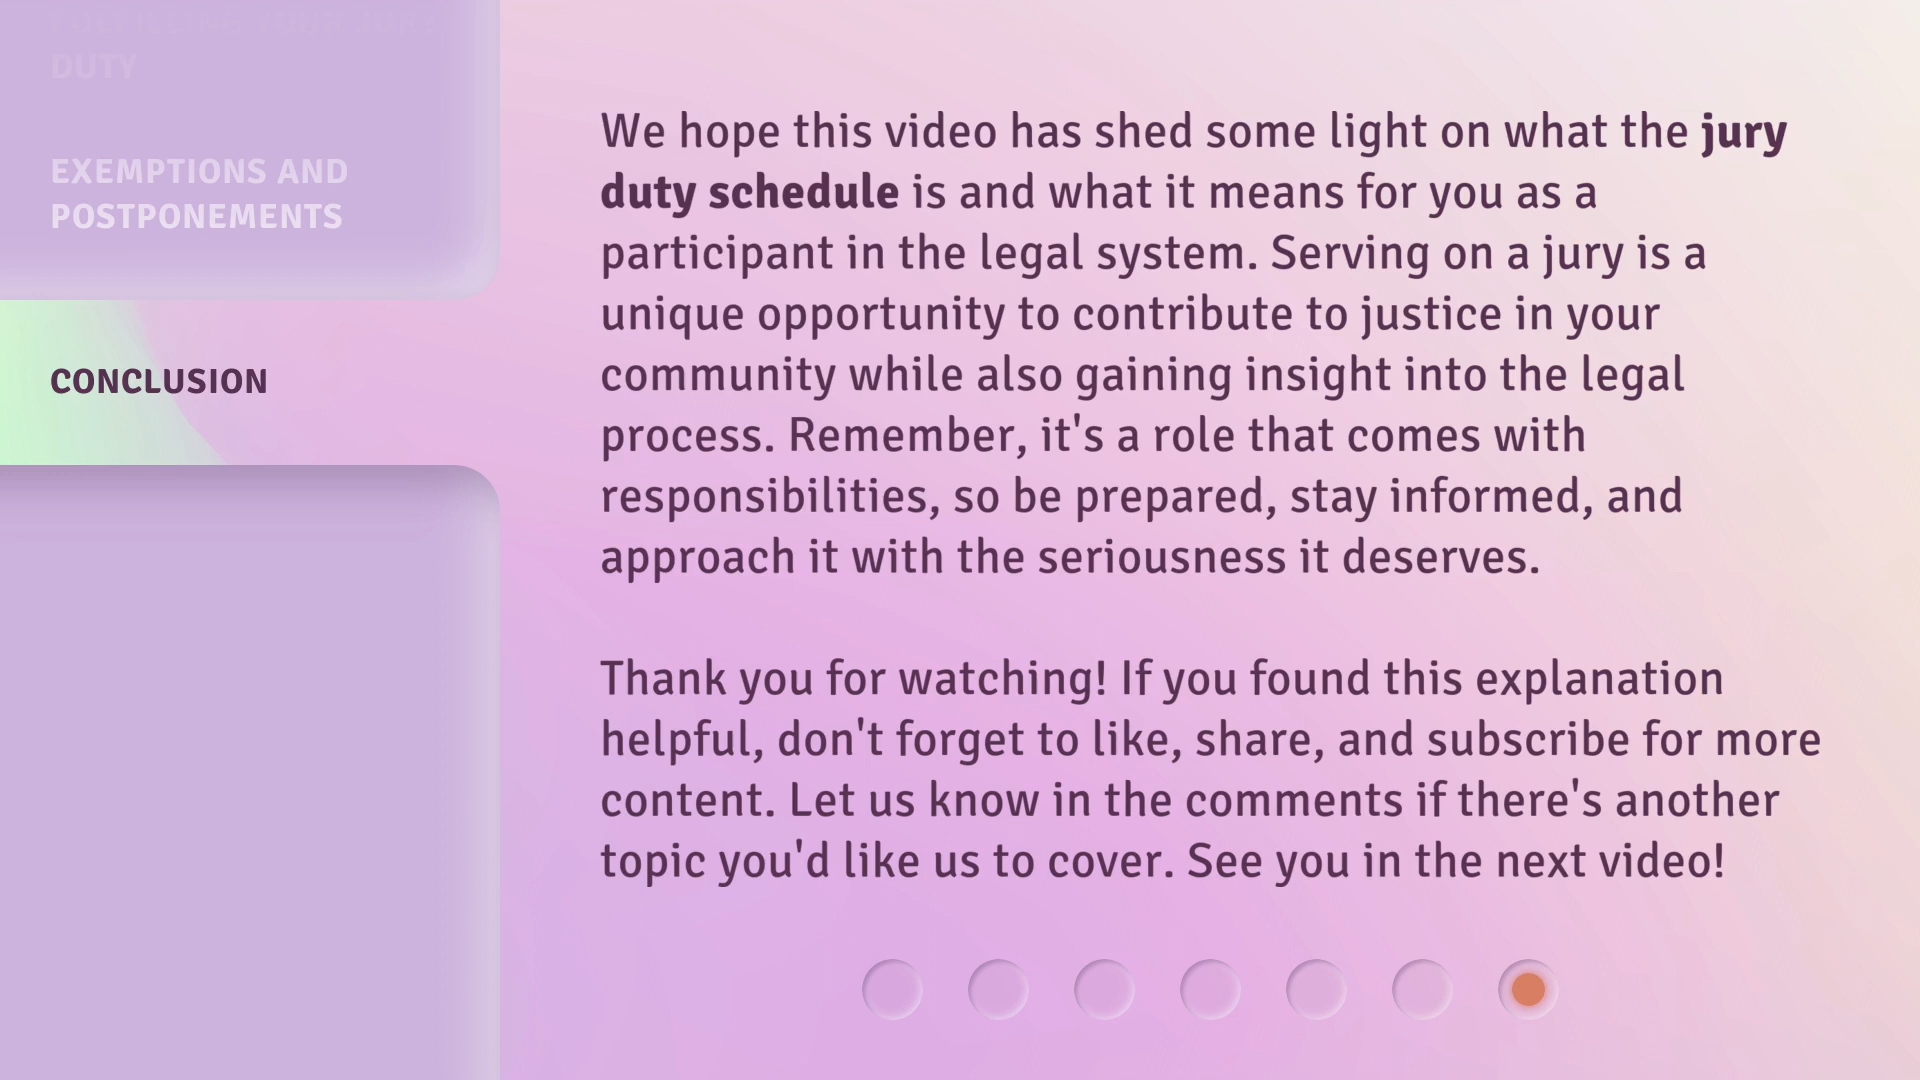 FULFILLING YOUR JURY
DUTY
EXEMPTIONS AND
POSTPONEMENTS
CONCLUSION
We hope this video has shed some light on what the jury
duty schedule is and what it means for you as a
participant in the legal system. Serving on a jury is a
unique opportunity to contribute to justice in your
community while also gaining insight into the legal
process. Remember, it's a role that comes with
responsibilities, so be prepared, stay informed, and
approach it with the seriousness it deserves.
Thank you for watching! If you found this explanation
helpful, don't forget to like, share, and subscribe for more
content. Let us know in the comments if there's another
topic you'd like us to cover. See you in the next video!